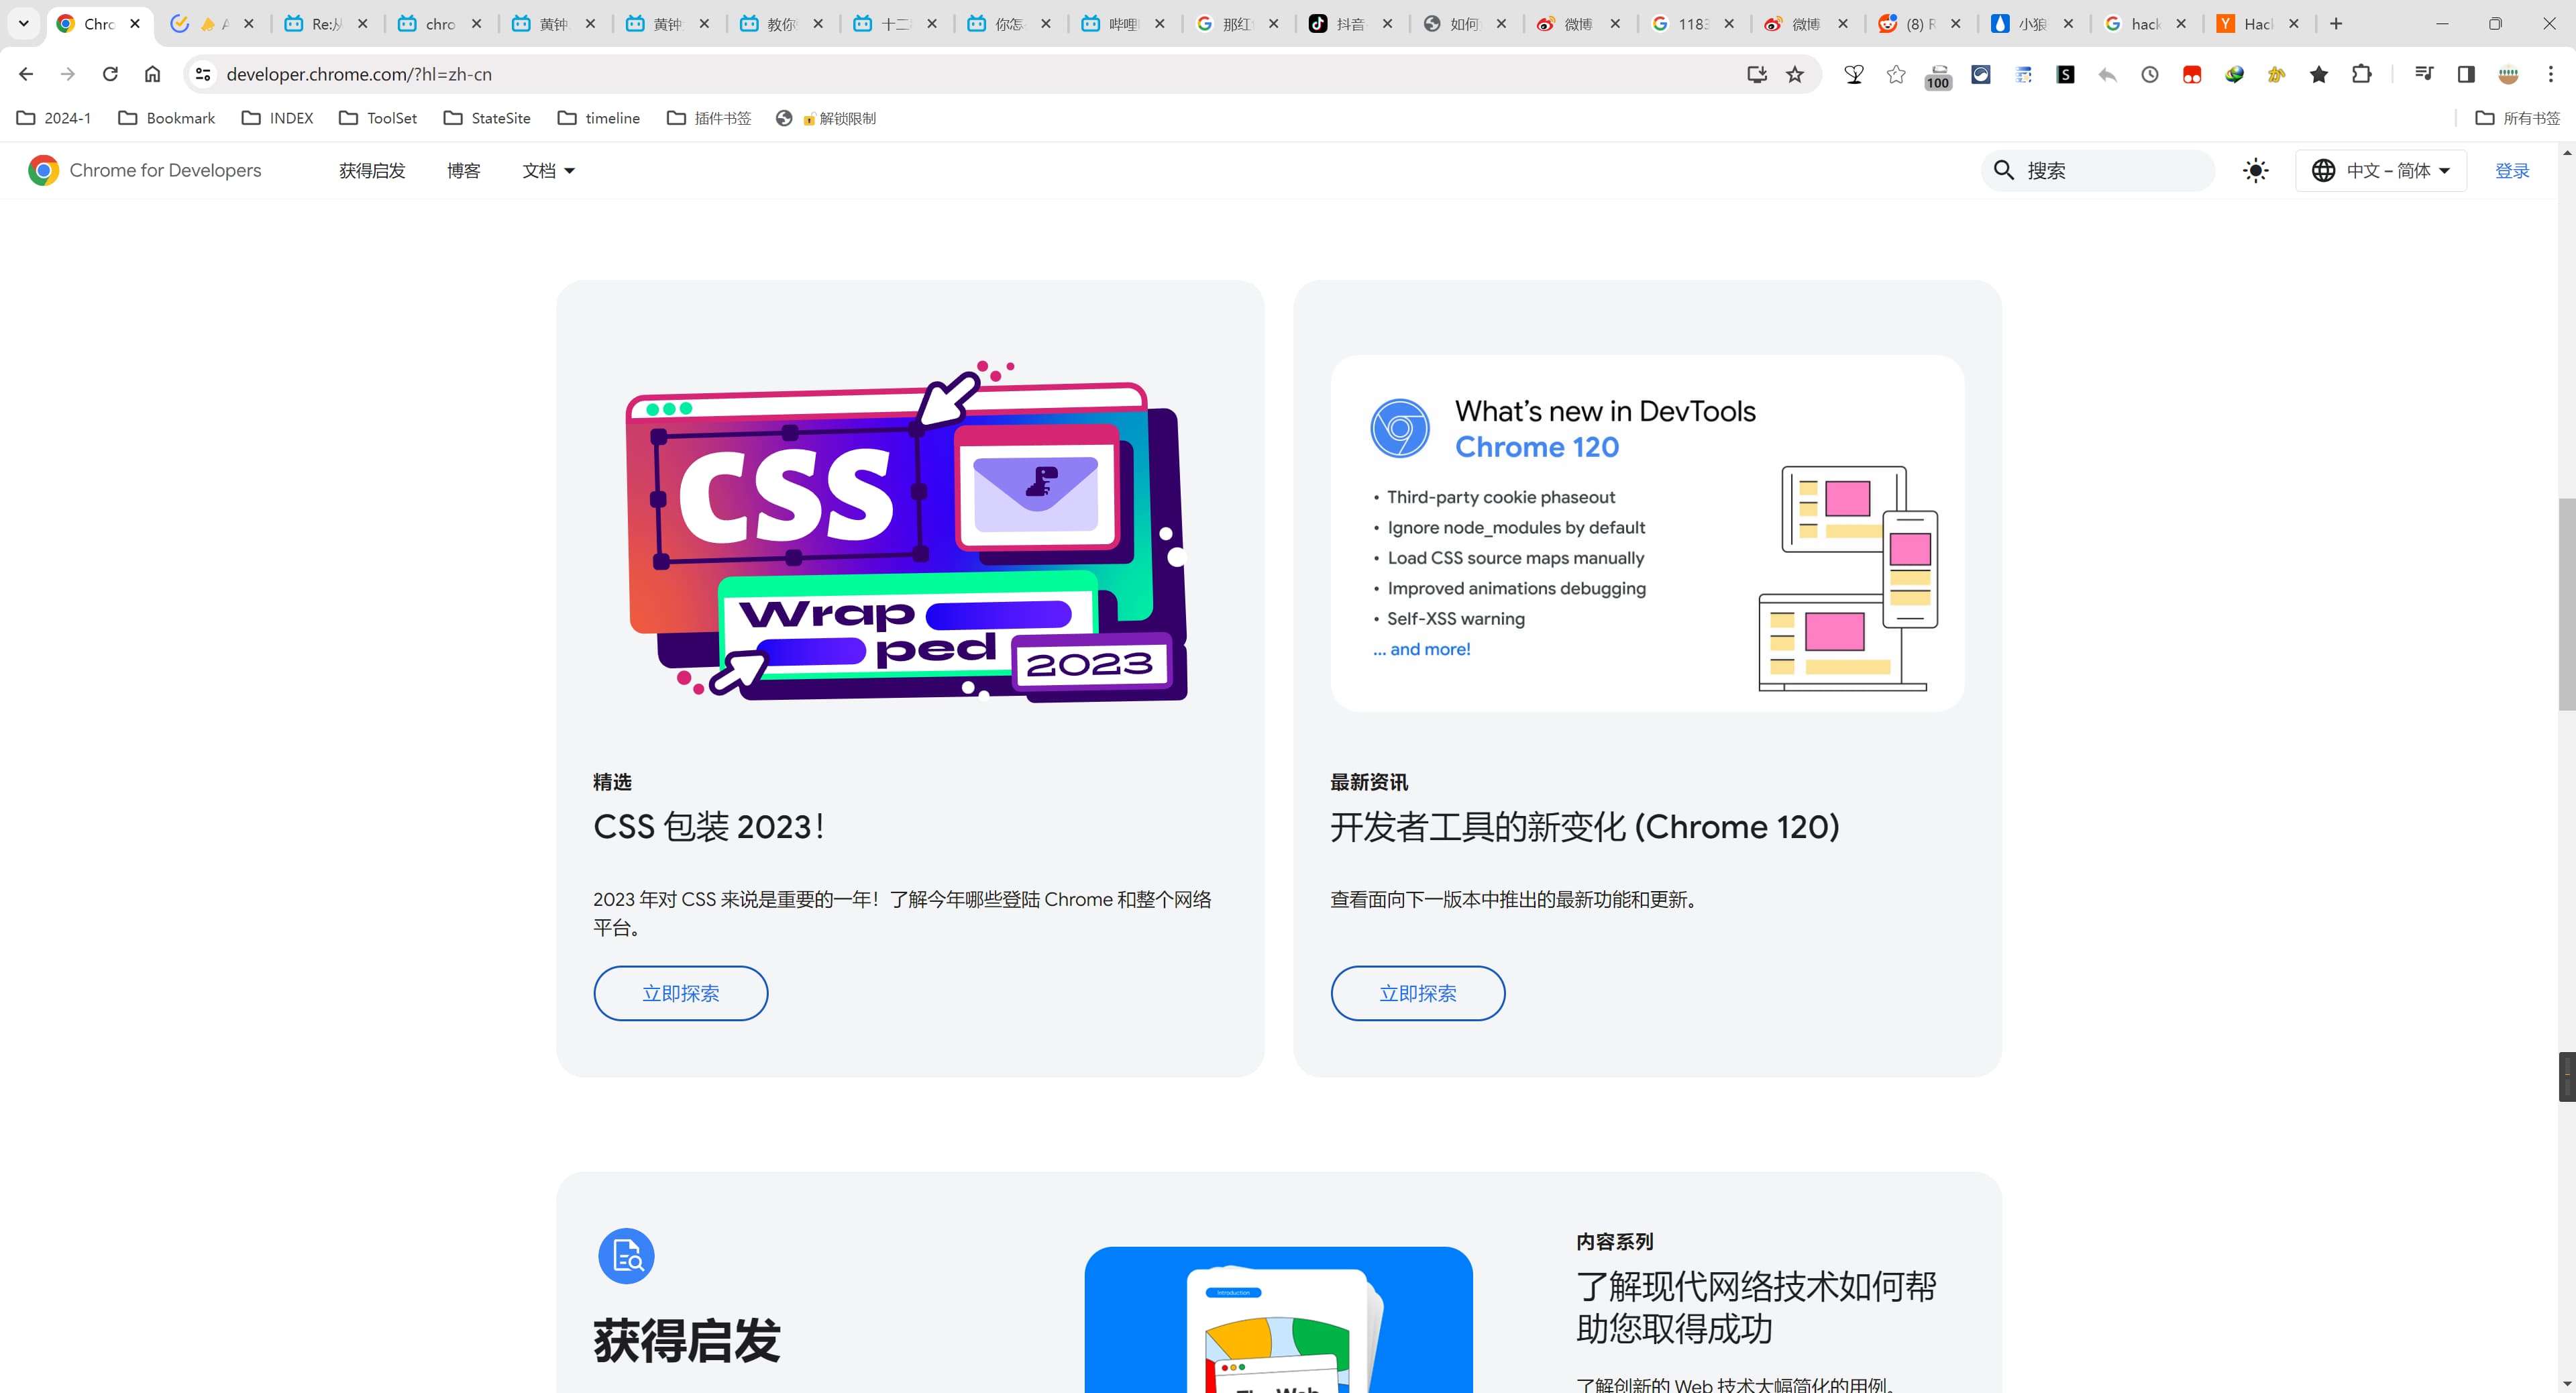 Chro
A
Re:从
chro
黄钟
黄钟
教你
十二
你怎
哔哩
那红
抖音
如何
微博
1183
微博
(8) R
小狼
hack
Hac
developer.chrome.com/?hl=zh-cn
100
2024-1
Bookmark
INDEX
ToolSet
StateSite
timeline
插件书签
解锁限制
所有书签
Chrome for Developers
获得启发
博客
文档
搜索
中文 – 简体
登录
CSS
Wrap
ped
2023
What's new in DevTools
Chrome 120
• Third-party cookie phaseout
• Ignore node_modules by default
• Load CSS source maps manually
• Improved animations debugging
• Self-XSS warning
... and more!
精选
CSS 包装 2023！
2023 年对 CSS 来说是重要的一年！了解今年哪些登陆 Chrome 和整个网络
平台。
立即探索
最新资讯
开发者工具的新变化 (Chrome 120)
查看面向下一版本中推出的最新功能和更新。
立即探索
获得启发
Introduction
The Web
内容系列
了解现代网络技术如何帮
助您取得成功
了解创新的 Web 技术大幅简化的用例。